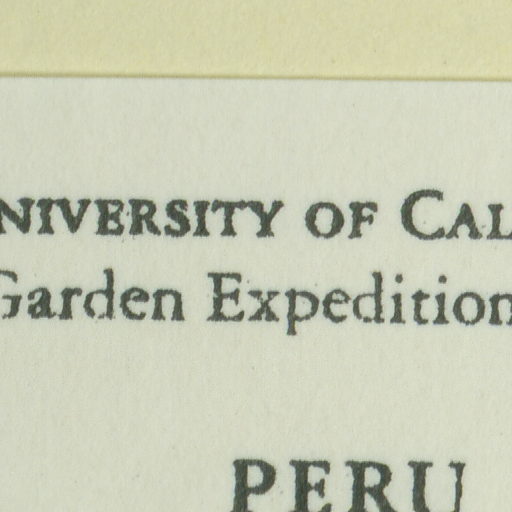 NIVERSITY OF CAL
Garden Expedition
PERU